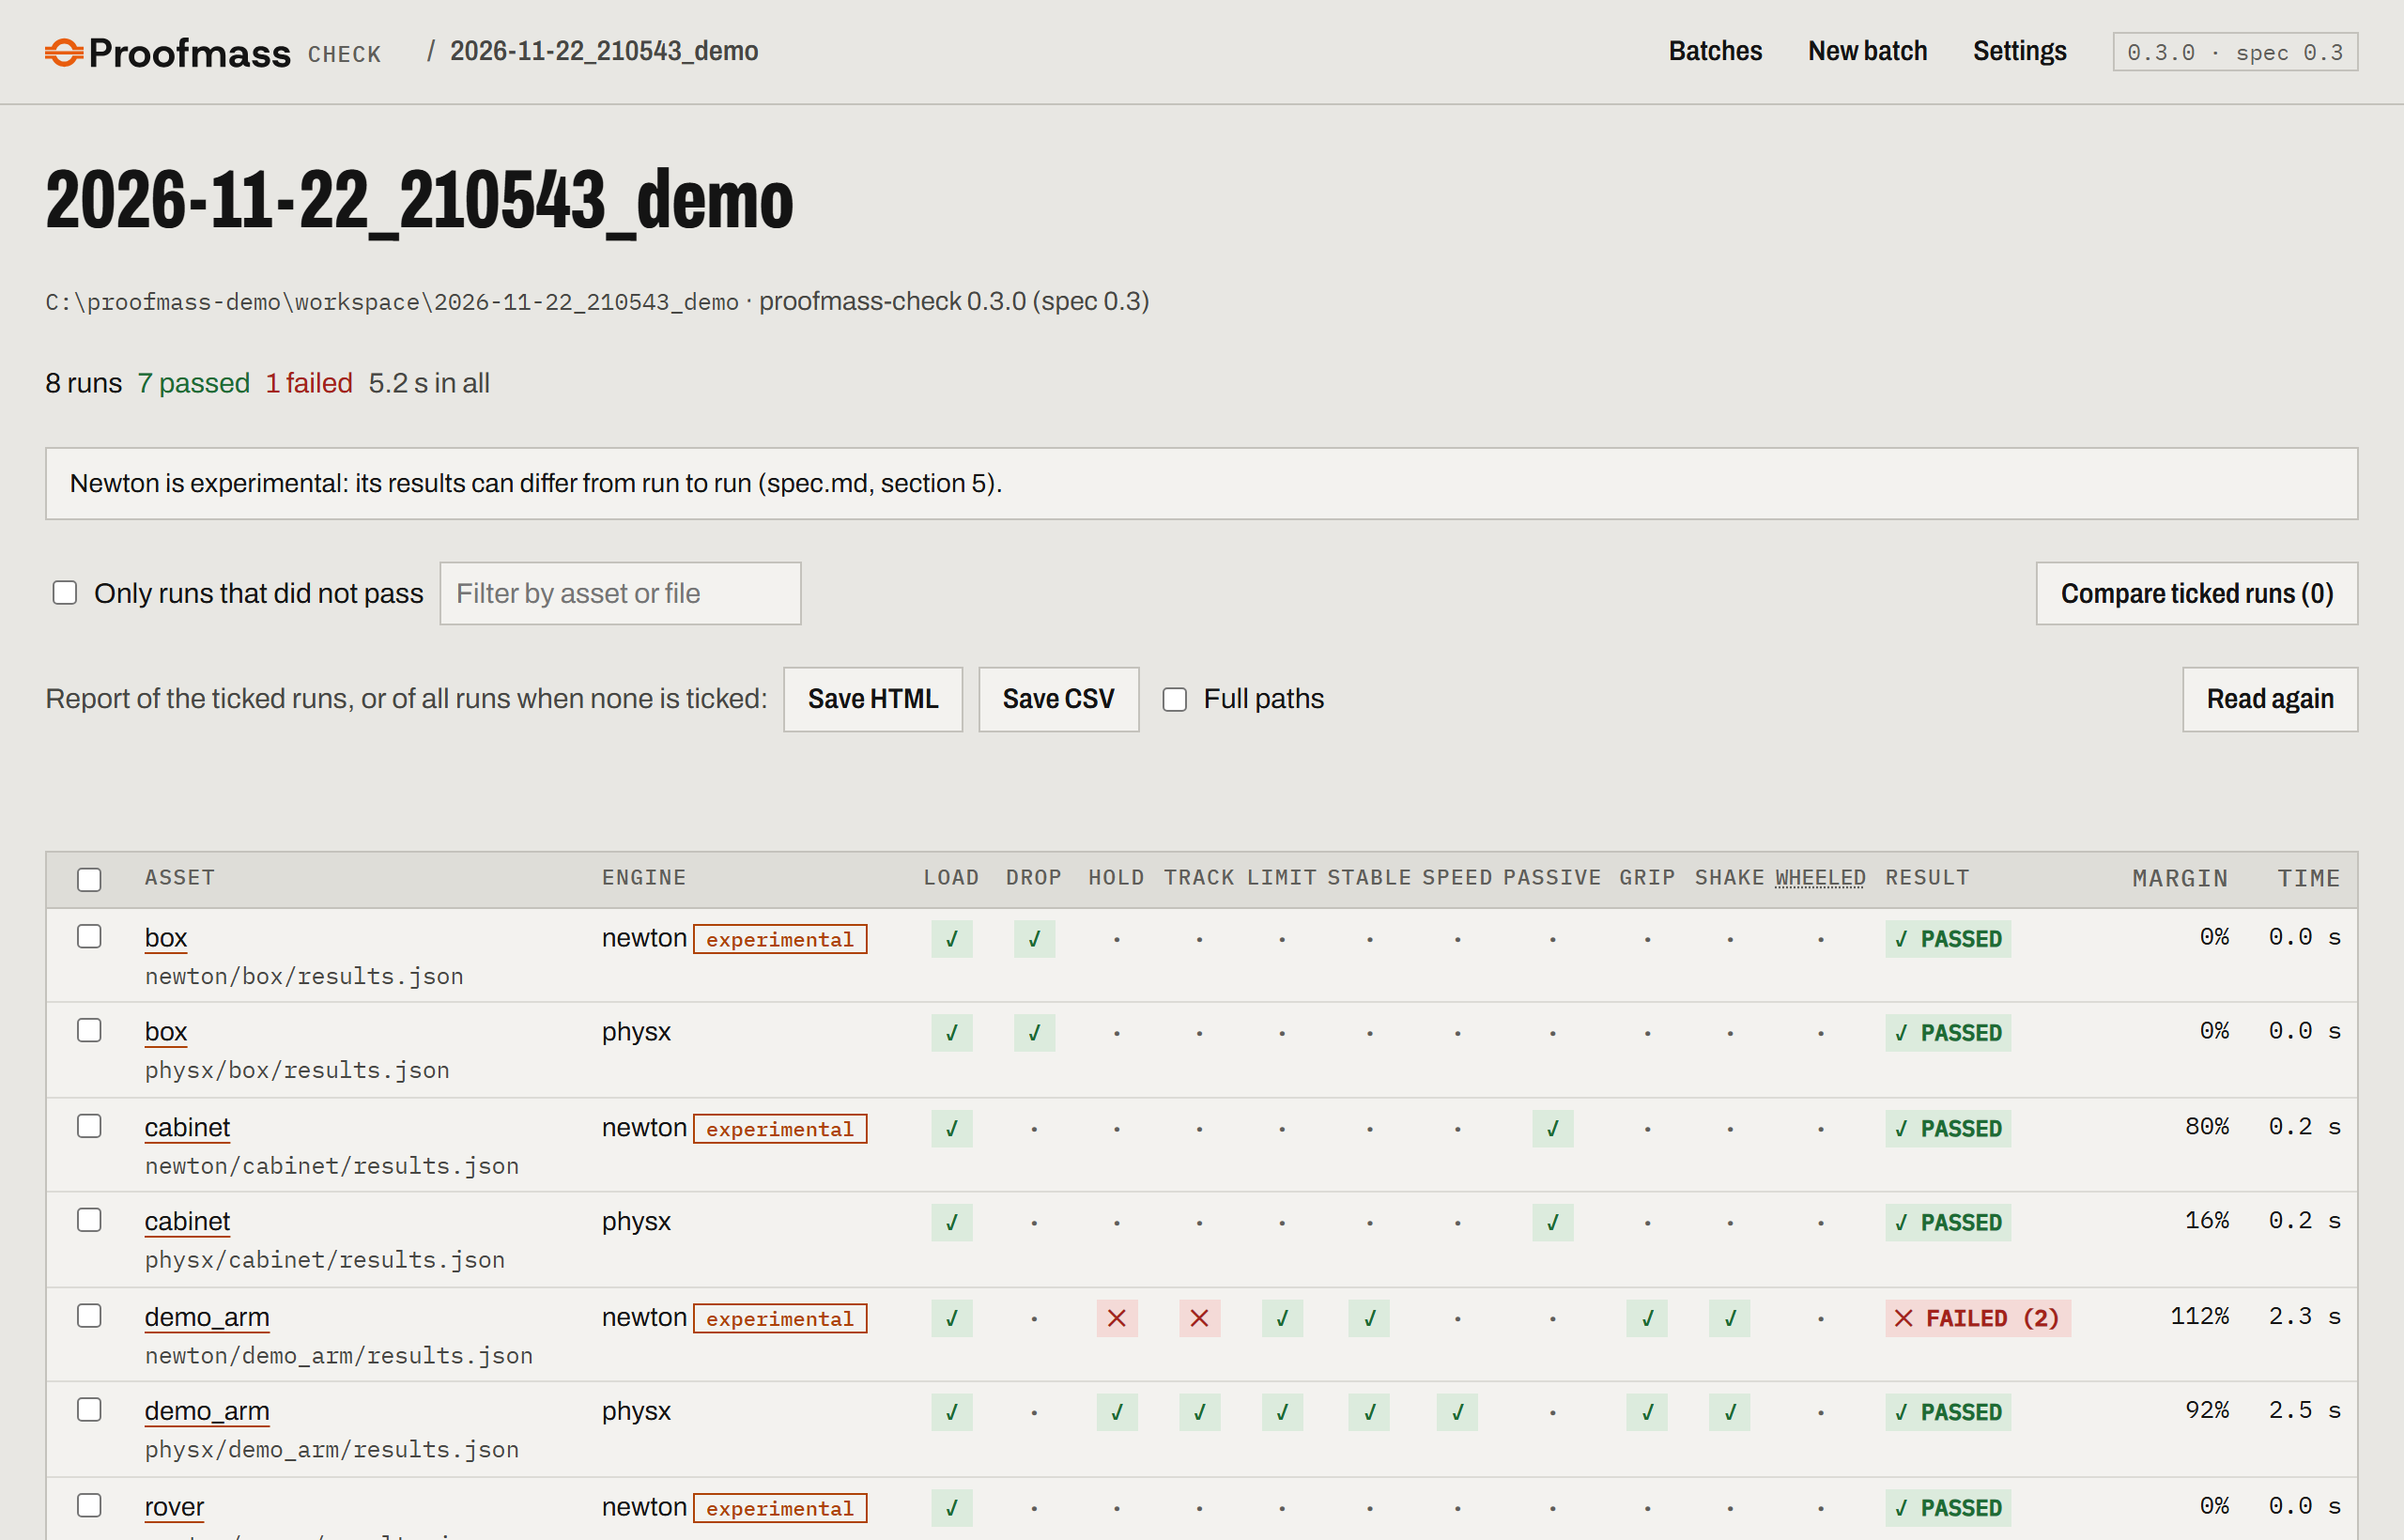 Proofmass CHECK / 2026-11-22_210543_demo Batches New batch Settings 0.3.0 · spec 0.3
2026-11-22_210543_demo
C:\proofmass-demo\workspace\2026-11-22_210543_demo · proofmass-check 0.3.0 (spec 0.3)
8 runs 7 passed 1 failed 5.2 s in all
Newton is experimental: its results can differ from run to run (spec.md, section 5).
Only runs that did not pass Filter by asset or file Compare ticked runs (0)
Report of the ticked runs, or of all runs when none is ticked: Save HTML Save CSV Full paths Read again
ASSET ENGINE LOAD DROP HOLD TRACK LIMIT STABLE SPEED PASSIVE GRIP SHAKE WHEELED RESULT MARGIN TIME
box newton experimental ✓ ✓ · · · · · · · · · ✓ PASSED 0% 0.0 s
newton/box/results.json
box physx ✓ ✓ · · · · · · · · · ✓ PASSED 0% 0.0 s
physx/box/results.json
cabinet newton experimental ✓ · · · · · · ✓ · · · ✓ PASSED 80% 0.2 s
newton/cabinet/results.json
cabinet physx ✓ · · · · · · ✓ · · · ✓ PASSED 16% 0.2 s
physx/cabinet/results.json
demo_arm newton experimental ✓ · ✕ ✕ ✓ ✓ · · ✓ ✓ · ✕ FAILED (2) 112% 2.3 s
newton/demo_arm/results.json
demo_arm physx ✓ · ✓ ✓ ✓ ✓ ✓ · ✓ ✓ · ✓ PASSED 92% 2.5 s
physx/demo_arm/results.json
rover newton experimental ✓ · · · · · · · · · · ✓ PASSED 0% 0.0 s